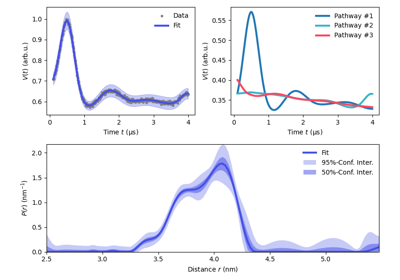 1.0
0.9
0.8
0.7
0.6
V(t) (arb.u.)
Data
Fit
0 1 2 3 4
Time t (μs)
0.55
0.50
0.45
0.40
0.35
V(t) (arb.u.)
Pathway #1
Pathway #2
Pathway #3
0 1 2 3 4
Time t (μs)
2.0
1.5
1.0
0.5
0.0
P(r) (nm⁻¹)
Fit
95%-Conf. Inter.
50%-Conf. Inter.
2.5 3.0 3.5 4.0 4.5 5.0
Distance r (nm)